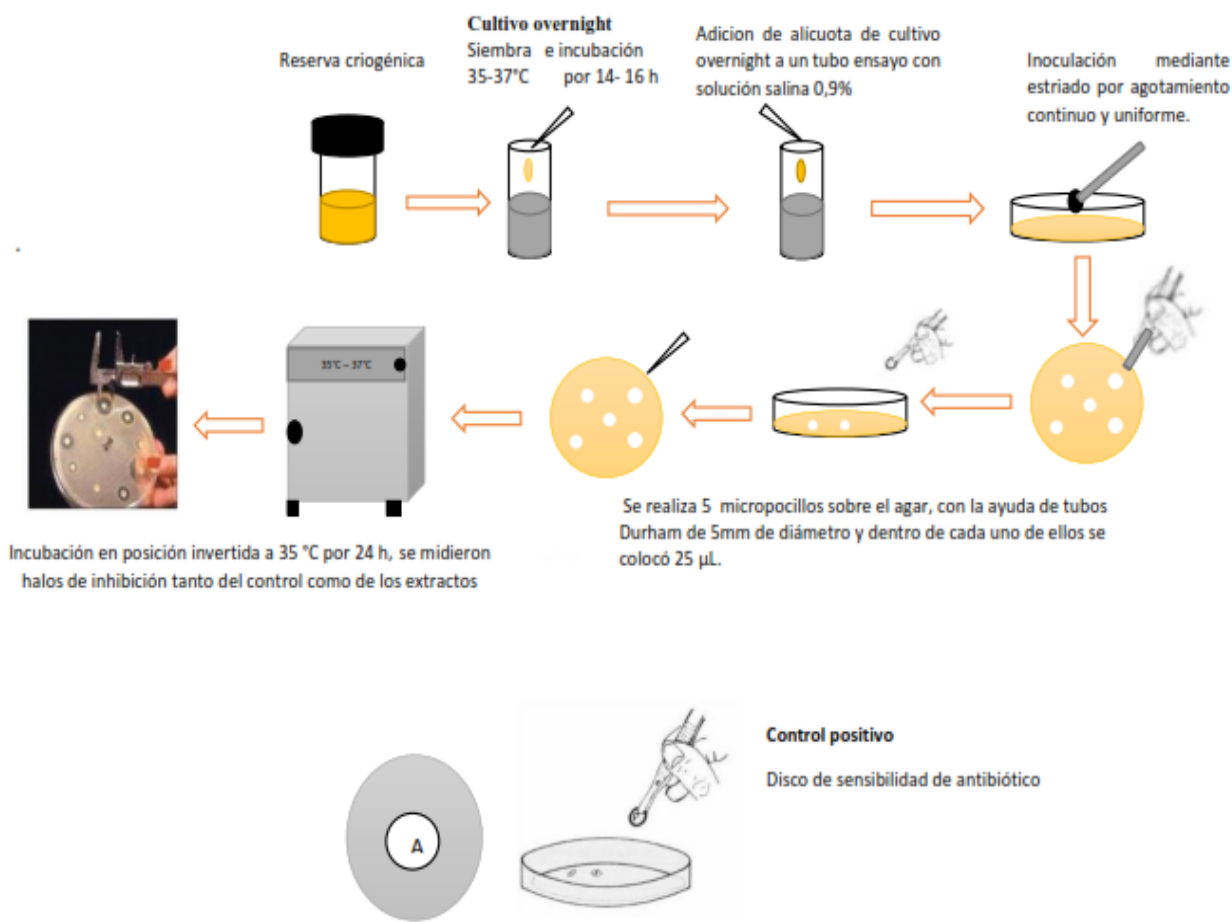 Reserva criogénica
Cultivo overnight
Siembra e incubación
35-37°C por 14- 16 h
Adicion de alicuota de cultivo
overnight a un tubo ensayo con
solución salina 0,9%
Inoculación mediante
estriado por agotamiento
continuo y uniforme.
35°C – 37°C
Se realiza 5 micropocillos sobre el agar, con la ayuda de tubos
Durham de 5mm de diámetro y dentro de cada uno de ellos se
colocó 25 µL.
Incubación en posición invertida a 35 °C por 24 h, se midieron
halos de inhibición tanto del control como de los extractos
Control positivo
Disco de sensibilidad de antibiótico
A